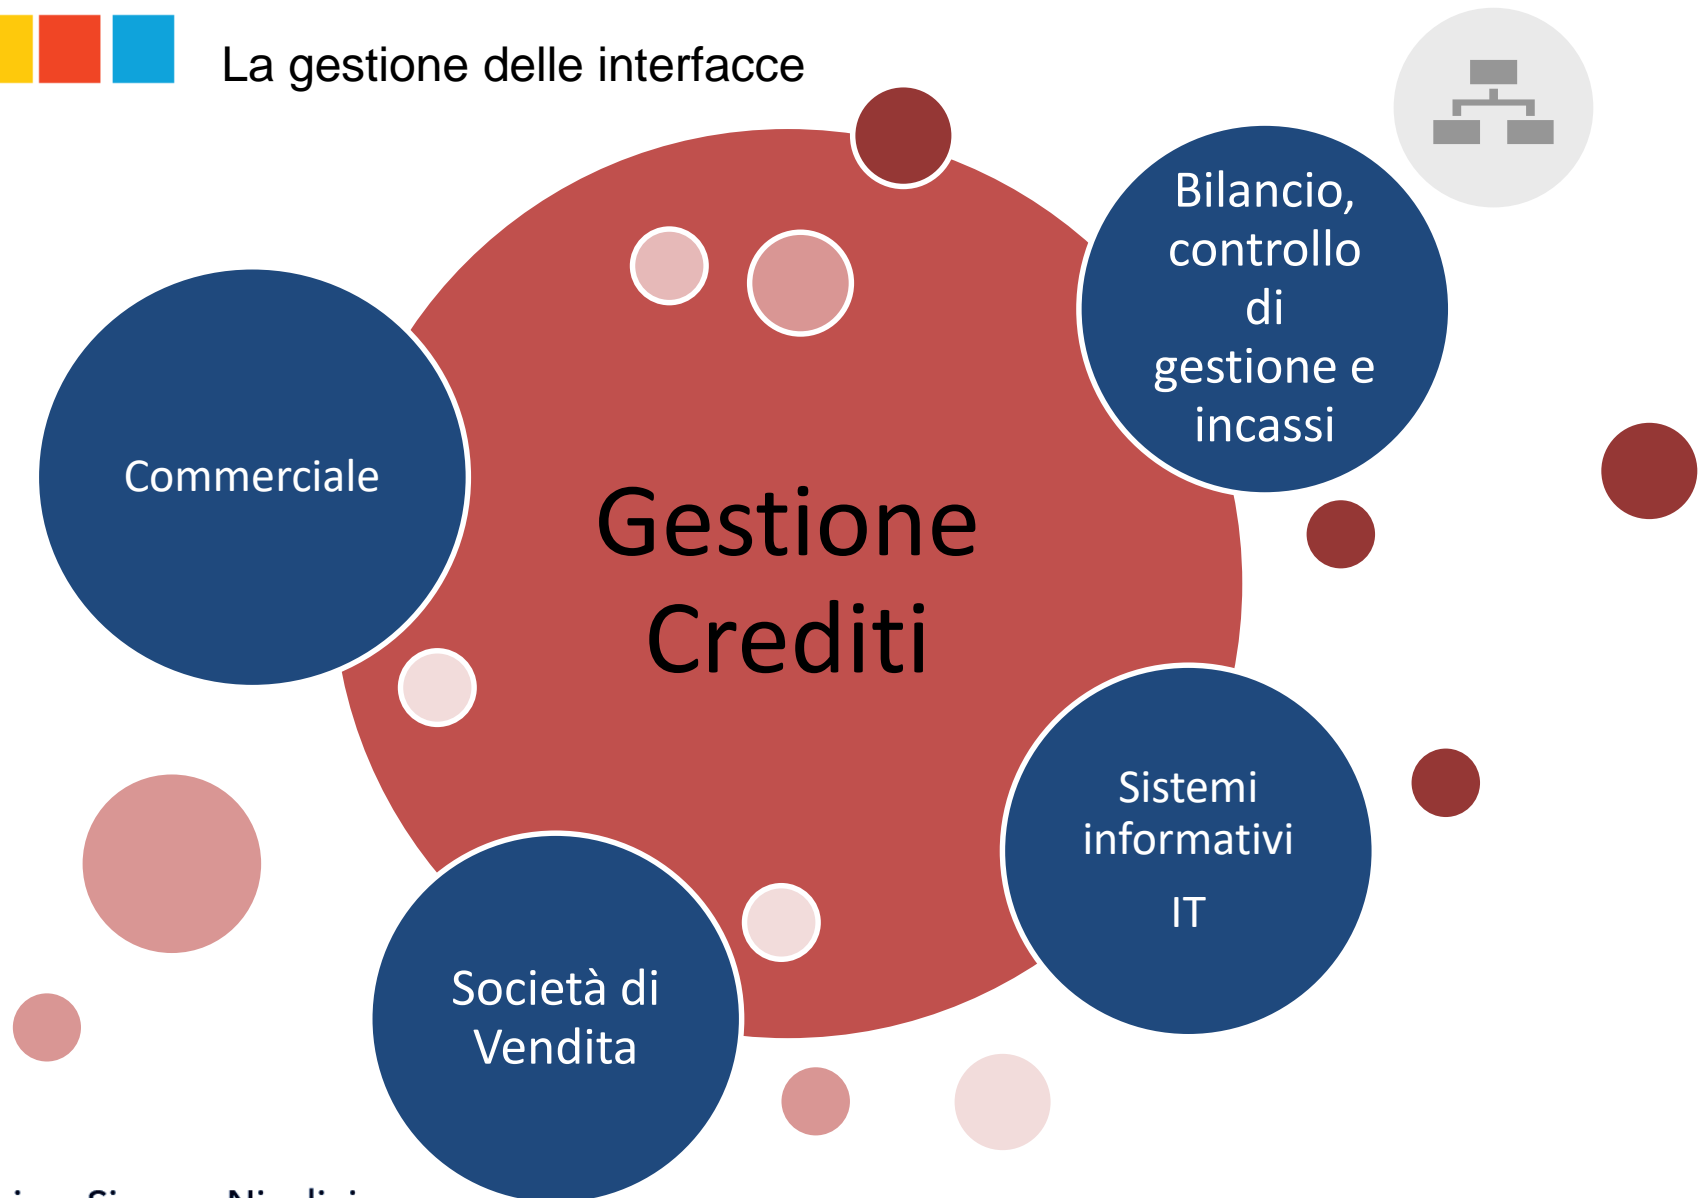 La gestione delle interfacce
Bilancio,
controllo
di
gestione e
incassi
Commerciale
Gestione
Crediti
Sistemi
informativi
IT
Società di
Vendita